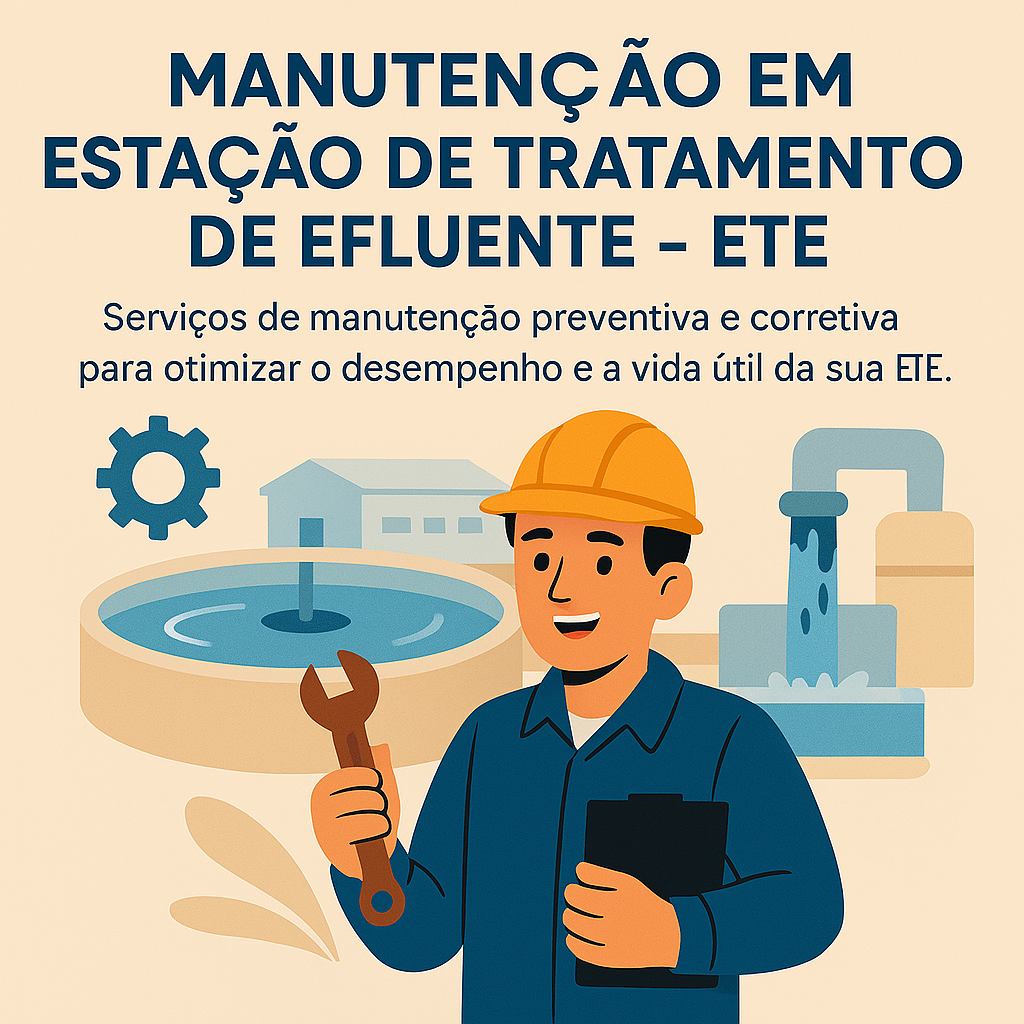 MANUTENÇÃO EM
ESTAÇÃO DE TRATAMENTO
DE EFLUENTE – ETE
Serviços de manutenção preventiva e corretiva
para otimizar o desempenho e a vida útil da sua ETE.